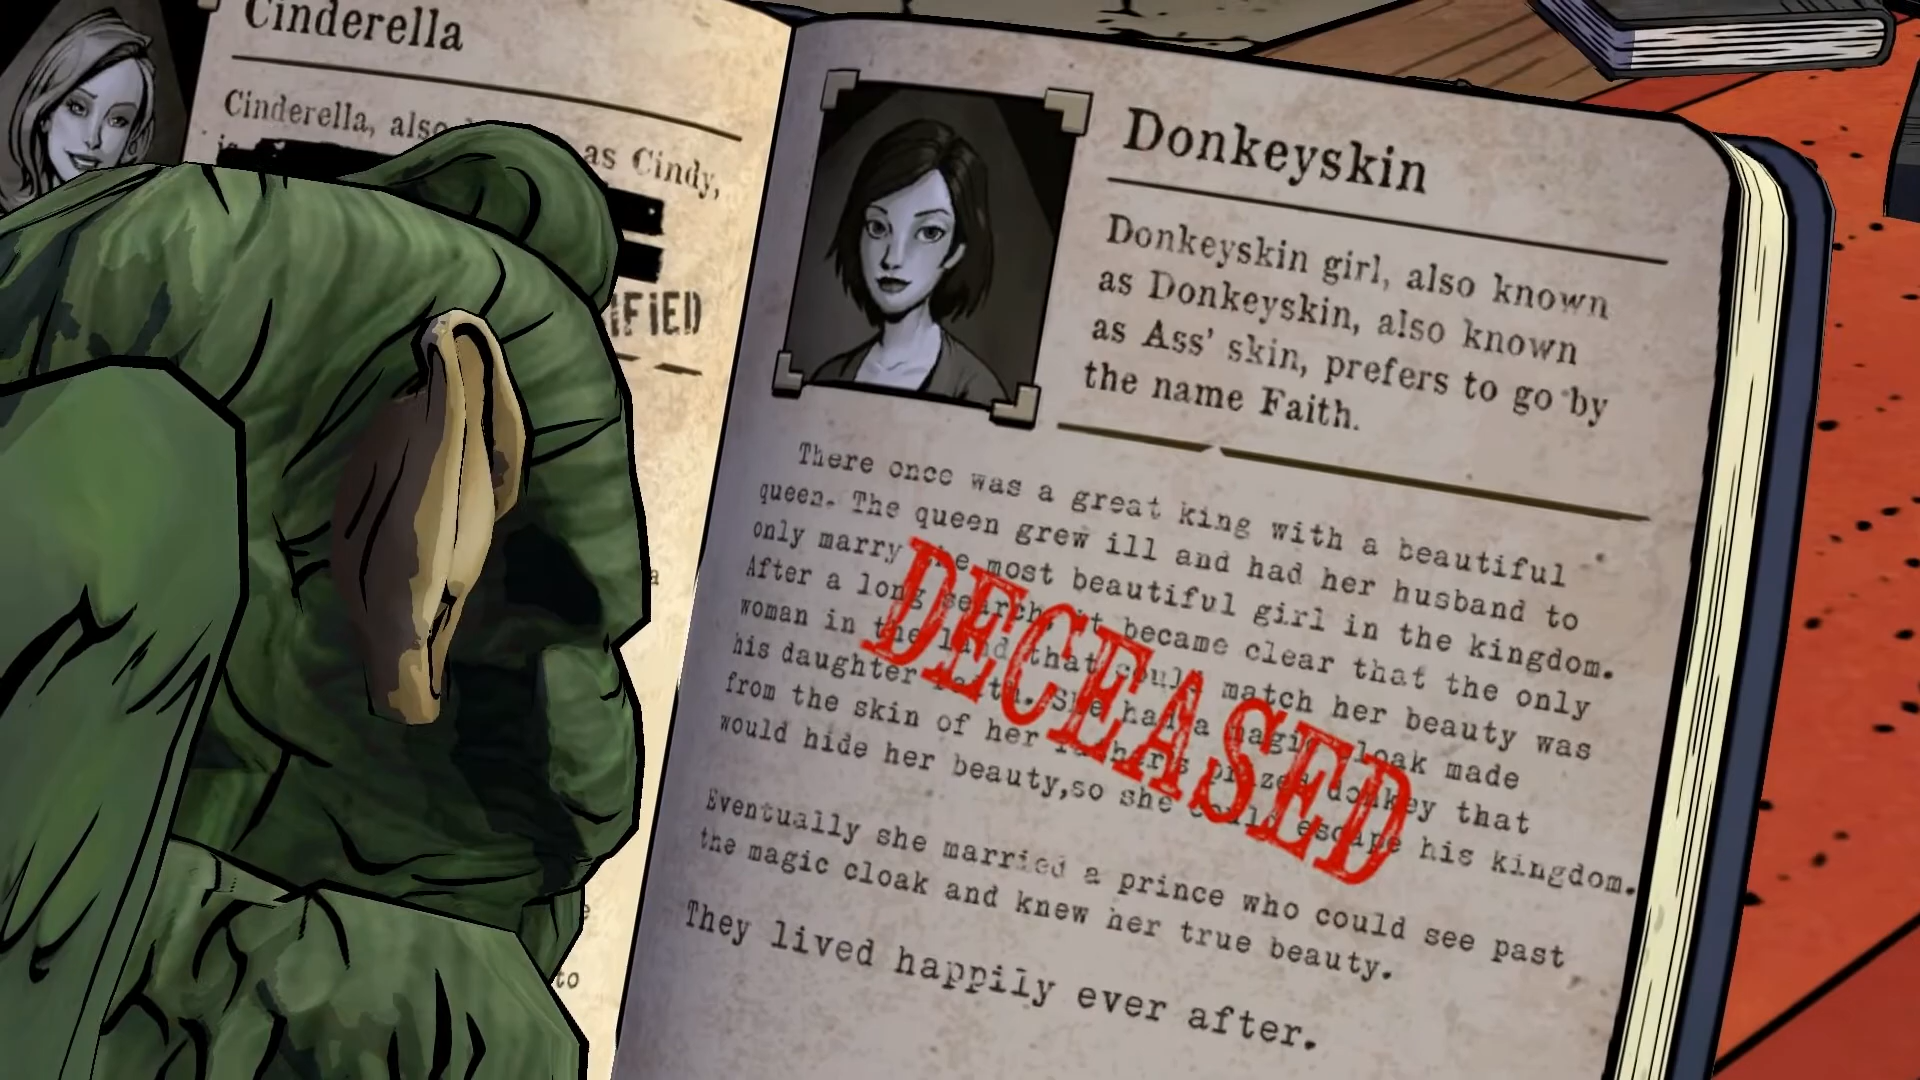 Cinderella
Cinderella, also
as Cindy,
IFIED
a
to
Donkeyskin
Donkeyskin girl, also known
as Donkeyskin, also known
as Ass' skin, prefers to go by
the name Faith.
There once was a great king with a beautiful
queen. The queen grew ill and had her husband to
only marry the most beautiful girl in the kingdom.
After a long search it became clear that the only
woman in the land that could match her beauty was
his daughter Faith. She had a magic cloak made
from the skin of her father's prized donkey that
would hide her beauty,so she could escape his kingdom.
DECEASED
Eventually she married a prince who could see past
the magic cloak and knew her true beauty.
They lived happily ever after.